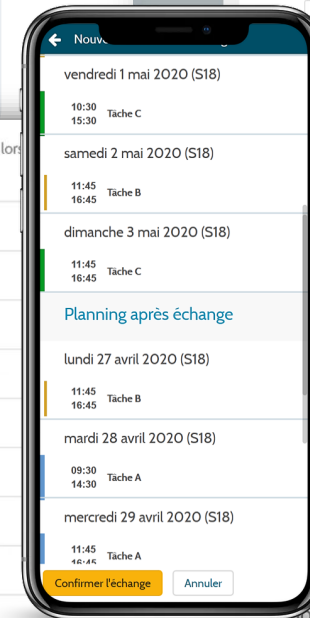 lors
Nouv
vendredi 1 mai 2020 (S18)
10:30
15:30
Tâche C
samedi 2 mai 2020 (S18)
11:45
16:45
Tâche B
dimanche 3 mai 2020 (S18)
11:45
16:45
Tâche C
Planning après échange
lundi 27 avril 2020 (S18)
11:45
16:45
Tâche B
mardi 28 avril 2020 (S18)
09:30
14:30
Tâche A
mercredi 29 avril 2020 (S18)
11:45
16:45
Tâche A
Confirmer l'échange
Annuler